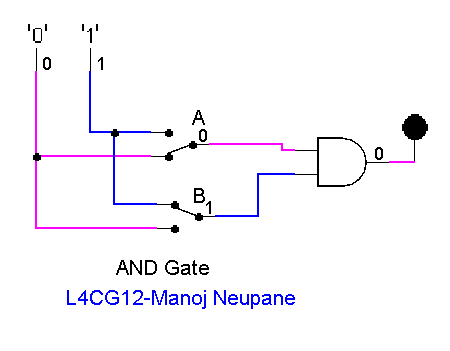 '0' '1'
0 1
A
0
0
B
1
AND Gate
L4CG12-Manoj Neupane